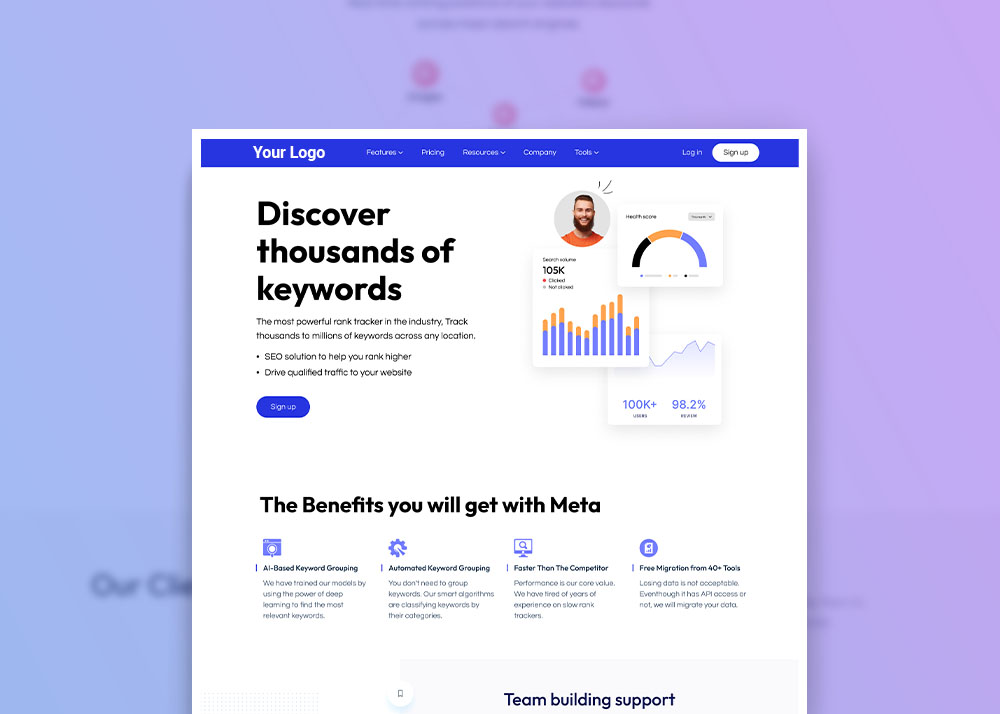 Your Logo
Features
Pricing
Resources
Company
Tools
Log in
Sign up
Discover
thousands of
keywords
The most powerful rank tracker in the industry, Track
thousands to millions of keywords across any location.
• SEO solution to help you rank higher
• Drive qualified traffic to your website
Sign up
Health score
Search volume
105K
Clicked
Not clicked
100K+
USERS
98.2%
REVIEW
The Benefits you will get with Meta
AI-Based Keyword Grouping
We have trained our models by
using the power of deep
learning to find the most
relevant keywords.
Automated Keyword Grouping
You don't need to group
keywords. Our smart algorithms
are classifying keywords by
their categories.
Faster Than The Competitor
Performance is our core value.
We have tired of years of
experience on slow rank
trackers.
Free Migration from 40+ Tools
Losing data is not acceptable.
Eventhough it has API access or
not, we will migrate your data.
Team building support
Our Clie